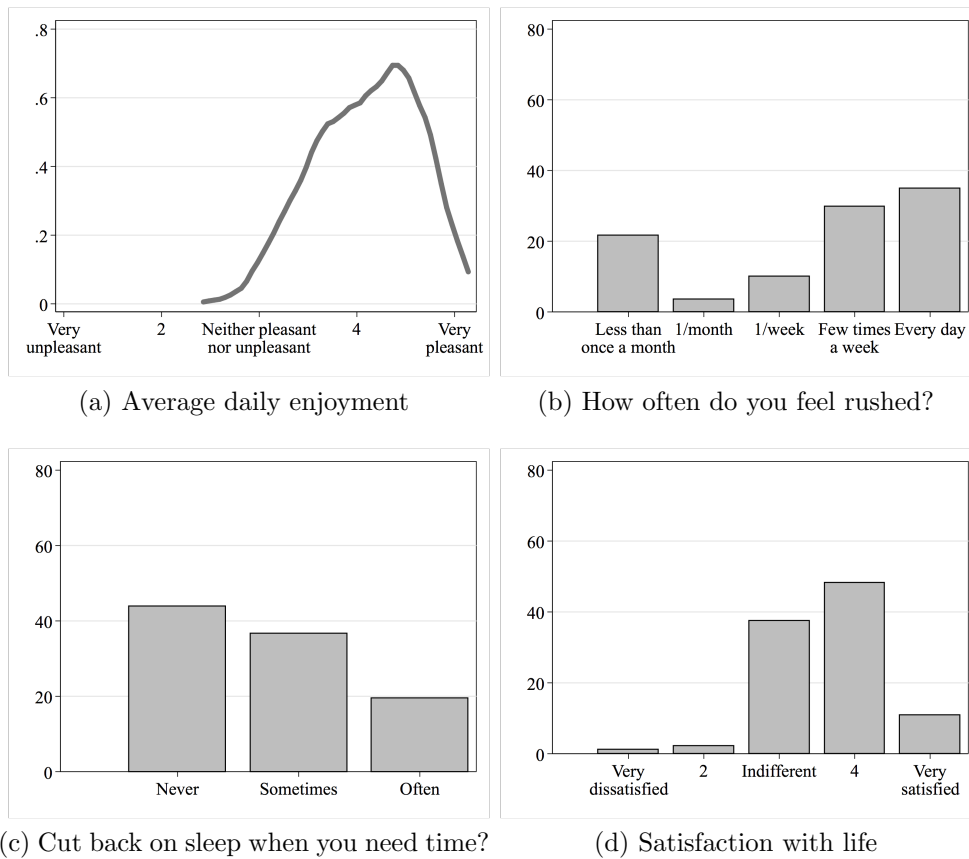 .8
.6
.4
.2
0
Very unpleasant
2
Neither pleasant nor unpleasant
4
Very pleasant
(a) Average daily enjoyment
80
60
40
20
0
Less than once a month
1/month
1/week
Few times a week
Every day
(b) How often do you feel rushed?
80
60
40
20
0
Never
Sometimes
Often
(c) Cut back on sleep when you need time?
80
60
40
20
0
Very dissatisfied
2
Indifferent
4
Very satisfied
(d) Satisfaction with life